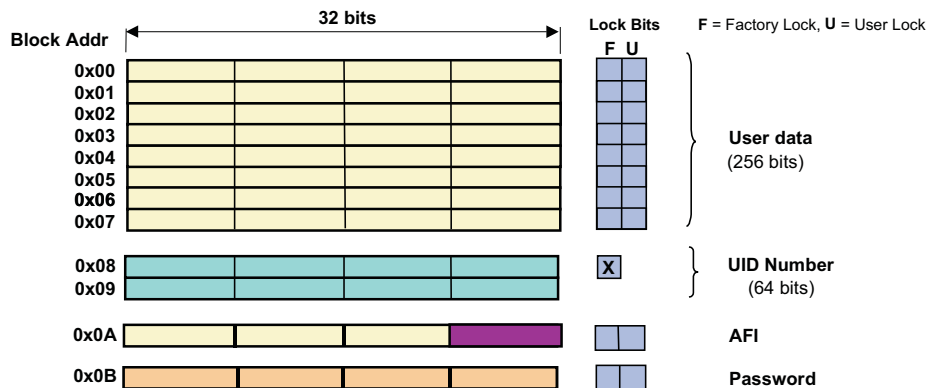 32 bits
Lock Bits
F = Factory Lock, U = User Lock
Block Addr
F U
0x00
0x01
0x02
0x03
0x04
0x05
0x06
0x07
User data
(256 bits)
0x08
X
0x09
UID Number
(64 bits)
0x0A
AFI
0x0B
Password